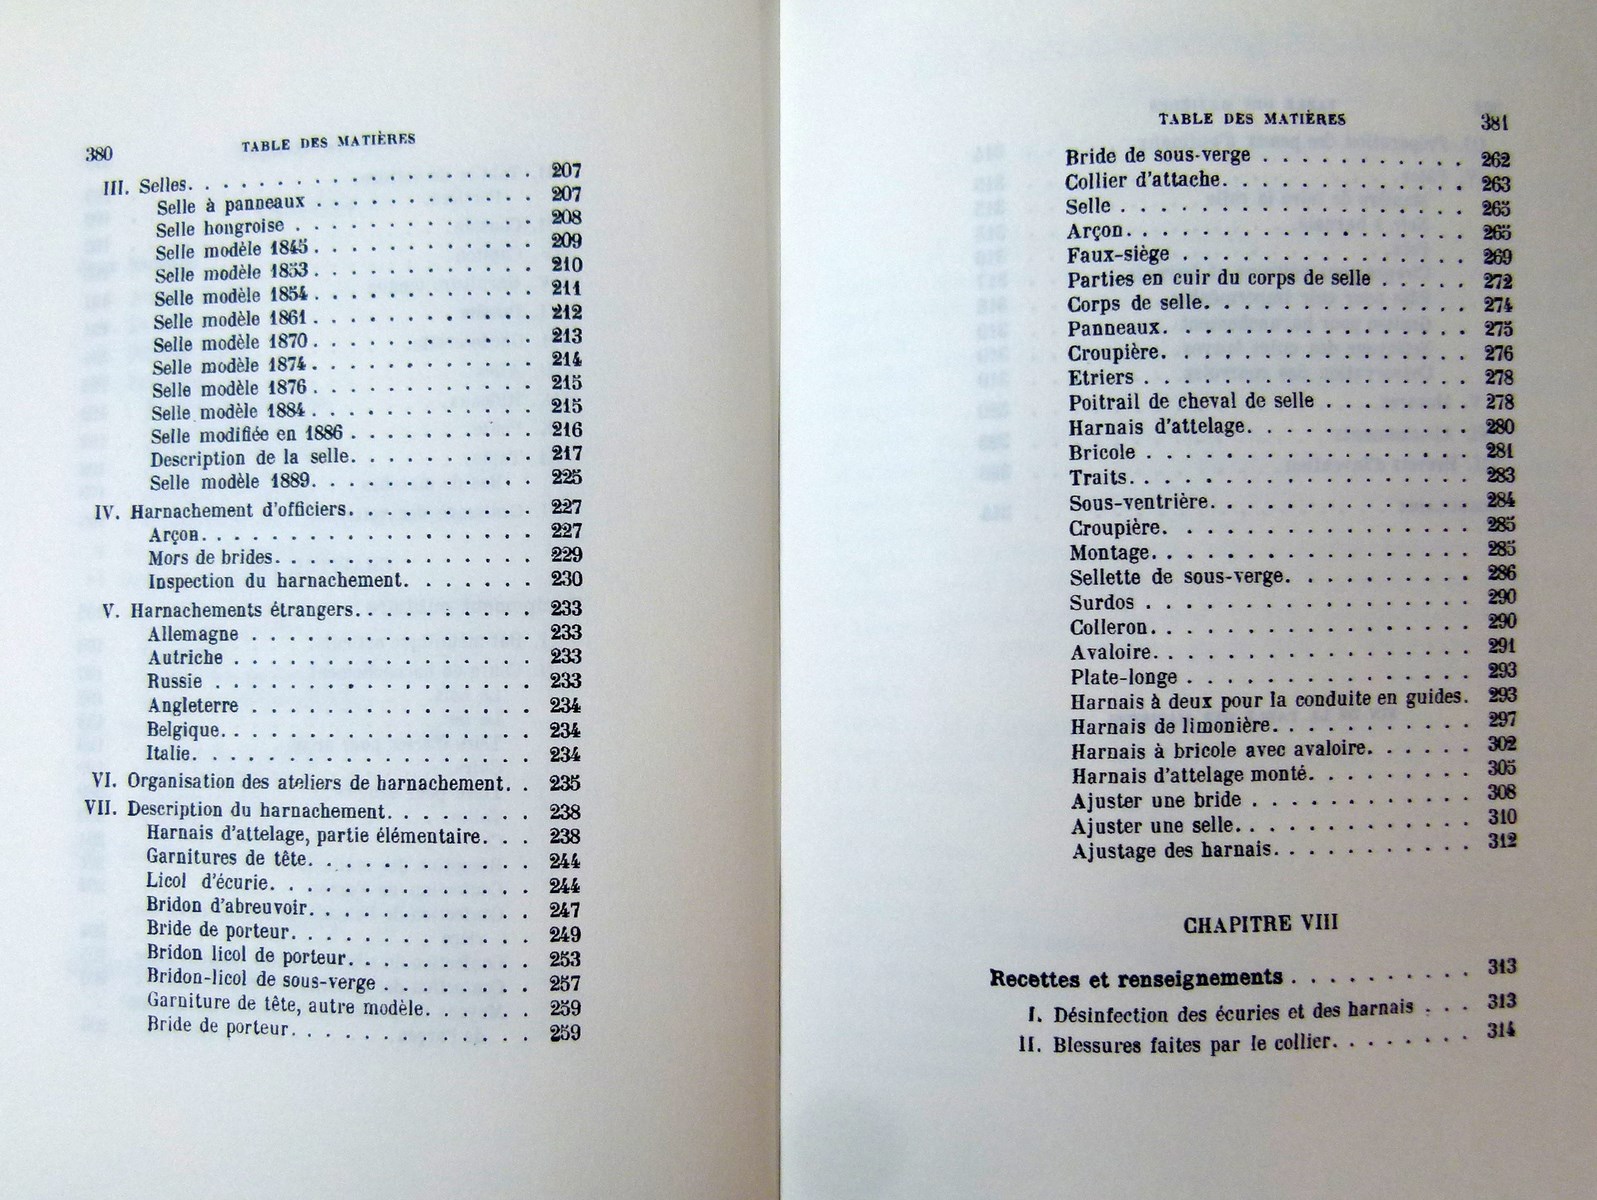 380 TABLE DES MATIÈRES
III. Selles. . . . . . . . . . . . . . . . . . . 207
Selle à panneaux . . . . . . . . . . . . 207
Selle hongroise . . . . . . . . . . . . . 208
Selle modèle 1845. . . . . . . . . . . . 209
Selle modèle 1853. . . . . . . . . . . . 210
Selle modèle 1854. . . . . . . . . . . . 211
Selle modèle 1861. . . . . . . . . . . . 212
Selle modèle 1870. . . . . . . . . . . . 213
Selle modèle 1874. . . . . . . . . . . . 214
Selle modèle 1876. . . . . . . . . . . . 215
Selle modèle 1884. . . . . . . . . . . . 215
Selle modifiée en 1886 . . . . . . . . . . 216
Description de la selle. . . . . . . . . . 217
Selle modèle 1889. . . . . . . . . . . . 225
IV. Harnachement d'officiers. . . . . . . . . . 227
Arçon. . . . . . . . . . . . . . . . . . 227
Mors de brides. . . . . . . . . . . . . . 229
Inspection du harnachement. . . . . . . 230
V. Harnachements étrangers. . . . . . . . . . 233
Allemagne . . . . . . . . . . . . . . . 233
Autriche . . . . . . . . . . . . . . . . 233
Russie . . . . . . . . . . . . . . . . . 233
Angleterre . . . . . . . . . . . . . . . 234
Belgique. . . . . . . . . . . . . . . . . 234
Italie. . . . . . . . . . . . . . . . . . 234
VI. Organisation des ateliers de harnachement. . 235
VII. Description du harnachement. . . . . . . . 238
Harnais d'attelage, partie élémentaire. . . 238
Garnitures de tête. . . . . . . . . . . . 244
Licol d'écurie. . . . . . . . . . . . . . 244
Bridon d'abreuvoir. . . . . . . . . . . . 247
Bride de porteur. . . . . . . . . . . . . 249
Bridon licol de porteur. . . . . . . . . . 253
Bridon-licol de sous-verge . . . . . . . . 257
Garniture de tête, autre modèle. . . . . . 259
Bride de porteur. . . . . . . . . . . . . 259
TABLE DES MATIÈRES 381
Bride de sous-verge . . . . . . . . . . . 262
Collier d'attache. . . . . . . . . . . . . 263
Selle . . . . . . . . . . . . . . . . . . 265
Arçon. . . . . . . . . . . . . . . . . . 265
Faux-siège . . . . . . . . . . . . . . . 269
Parties en cuir du corps de selle . . . . . 272
Corps de selle. . . . . . . . . . . . . . 274
Panneaux. . . . . . . . . . . . . . . . 275
Croupière. . . . . . . . . . . . . . . . 276
Etriers . . . . . . . . . . . . . . . . . 278
Poitrail de cheval de selle . . . . . . . . 278
Harnais d'attelage. . . . . . . . . . . . 280
Bricole . . . . . . . . . . . . . . . . . 281
Traits. . . . . . . . . . . . . . . . . . 283
Sous-ventrière. . . . . . . . . . . . . . 284
Croupière. . . . . . . . . . . . . . . . 285
Montage. . . . . . . . . . . . . . . . . 285
Sellette de sous-verge. . . . . . . . . . 286
Surdos . . . . . . . . . . . . . . . . . 290
Colleron. . . . . . . . . . . . . . . . . 290
Avaloire. . . . . . . . . . . . . . . . . 291
Plate-longe . . . . . . . . . . . . . . . 293
Harnais à deux pour la conduite en guides. 293
Harnais de limonière. . . . . . . . . . . 297
Harnais à bricole avec avaloire. . . . . . 302
Harnais d'attelage monté. . . . . . . . . 305
Ajuster une bride . . . . . . . . . . . . 308
Ajuster une selle. . . . . . . . . . . . . 310
Ajustage des harnais. . . . . . . . . . . 312
CHAPITRE VIII
Recettes et renseignements . . . . . . . . . 313
I. Désinfection des écuries et des harnais . . . 313
II. Blessures faites par le collier. . . . . . . . 314